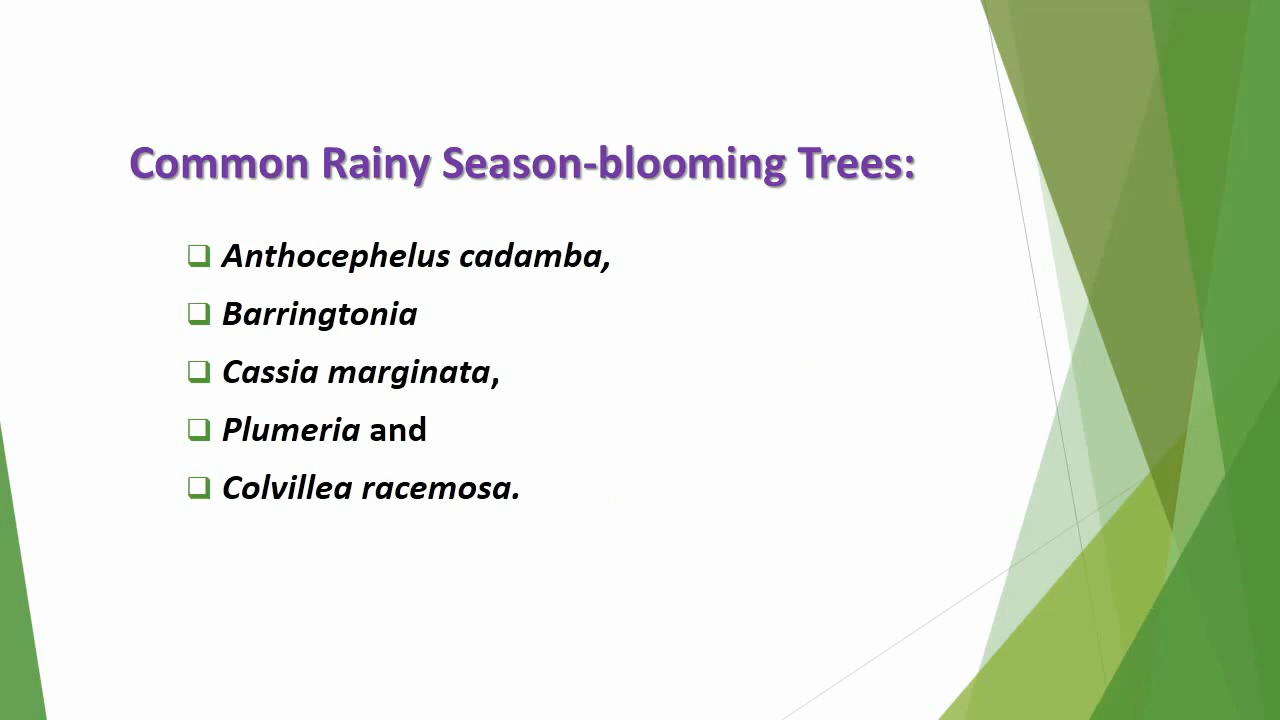 Common Rainy Season-blooming Trees:
Anthocephelus cadamba,
Barringtonia
Cassia marginata,
Plumeria and
Colvillea racemosa.